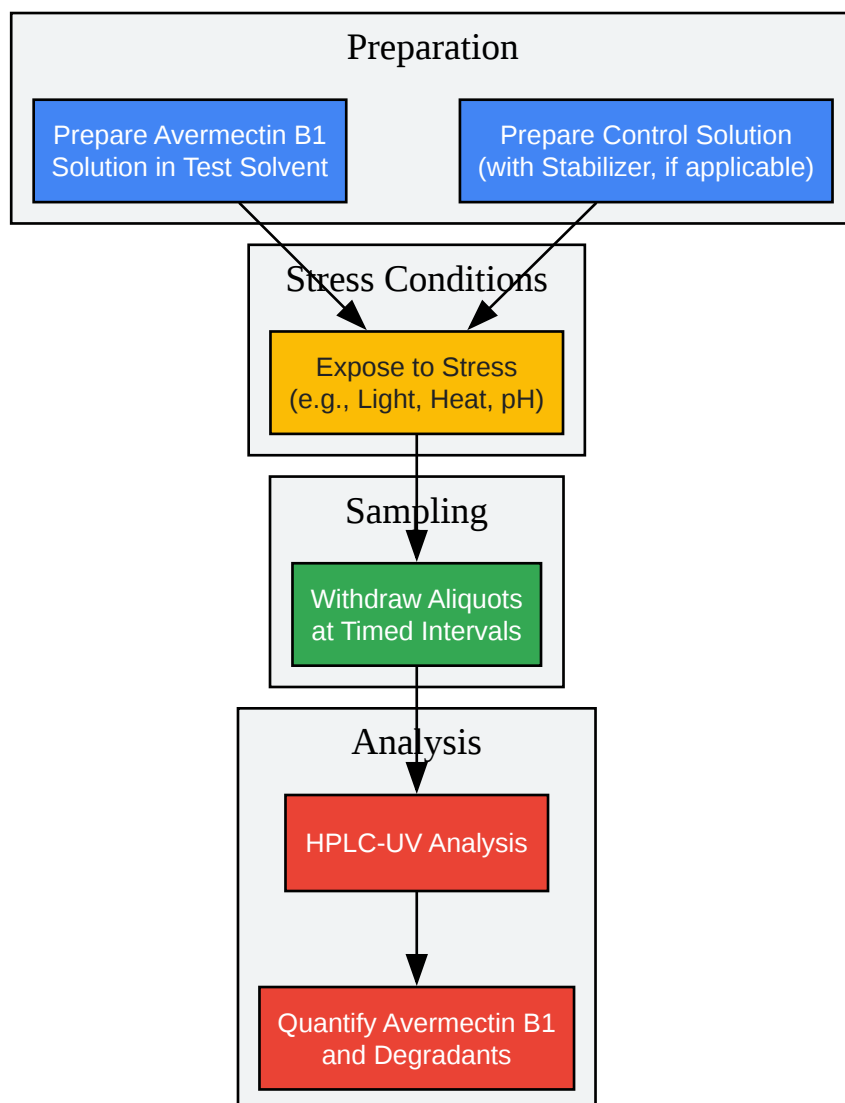 Preparation
Prepare Avermectin B1
Solution in Test Solvent
Prepare Control Solution
(with Stabilizer, if applicable)
Stress Conditions
Expose to Stress
(e.g., Light, Heat, pH)
Sampling
Withdraw Aliquots
at Timed Intervals
Analysis
HPLC-UV Analysis
Quantify Avermectin B1
and Degradants